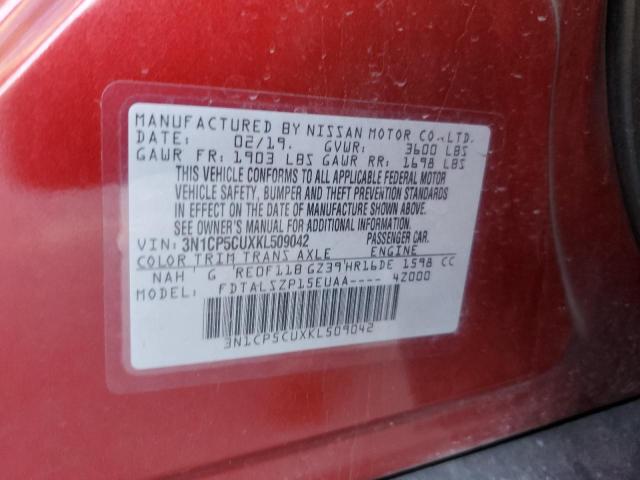 MANUFACTURED BY NISSAN MOTOR CO.,LTD.
DATE: 02/19. GVWR: 3600 LBS
GAWR FR: 1903 LBS GAWR RR: 1698 LBS
THIS VEHICLE CONFORMS TO ALL APPLICABLE FEDERAL MOTOR
VEHICLE SAFETY, BUMPER AND THEFT PREVENTION STANDARDS
IN EFFECT ON THE DATE OF MANUFACTURE SHOWN ABOVE.
SEE OWNER'S MANUAL FOR ADDITIONAL INFORMATION.
VIN: 3N1CP5CUXKL509042 PASSENGER CAR.
COLOR TRIM TRANS AXLE ENGINE
NAH G RE0F11B GZ39 HR16DE 1598 CC
MODEL: FDTALSZP15EUAA---- 42000
3N1CP5CUXKL509042